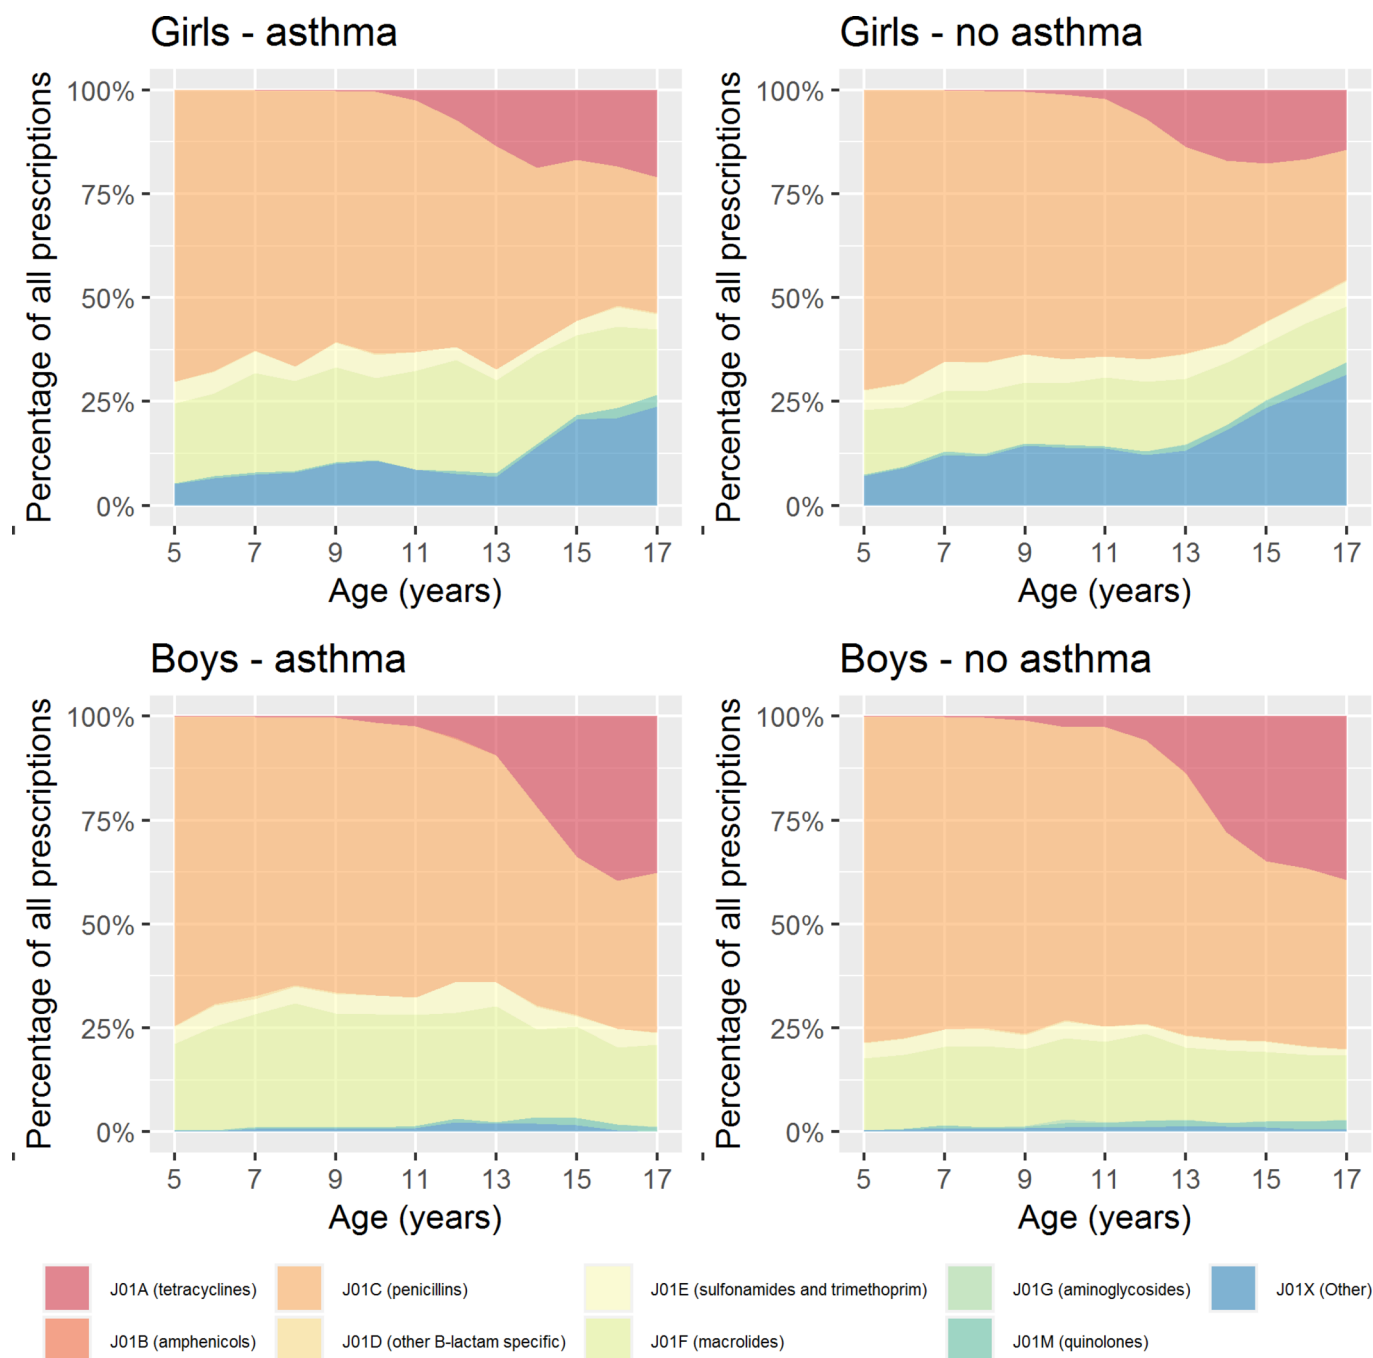 Girls - asthma
Girls - no asthma
Percentage of all prescriptions
100%
75%
50%
25%
0%
5 7 9 11 13 15 17
Age (years)
Percentage of all prescriptions
100%
75%
50%
25%
0%
5 7 9 11 13 15 17
Age (years)
Boys - asthma
Boys - no asthma
Percentage of all prescriptions
100%
75%
50%
25%
0%
5 7 9 11 13 15 17
Age (years)
Percentage of all prescriptions
100%
75%
50%
25%
0%
5 7 9 11 13 15 17
Age (years)
J01A (tetracyclines)
J01C (penicillins)
J01E (sulfonamides and trimethoprim)
J01G (aminoglycosides)
J01X (Other)
J01B (amphenicols)
J01D (other B-lactam specific)
J01F (macrolides)
J01M (quinolones)